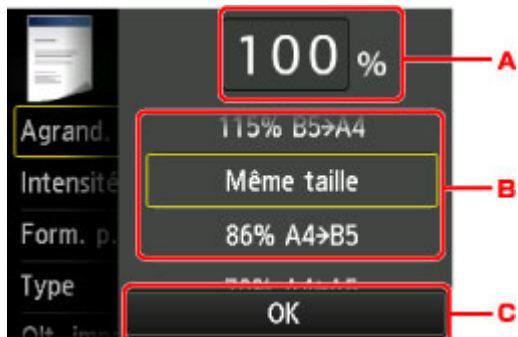 100 %
A
Agrand.
115% B5→A4
Intensité
Même taille
B
Form. p.
86% A4→B5
Type
OK
C